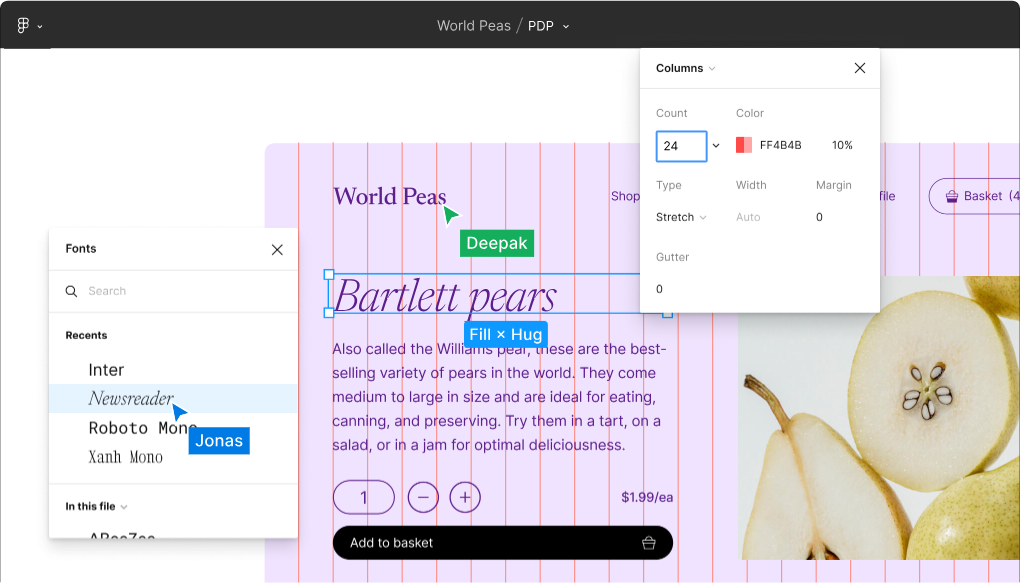 World Peas / PDP
Columns
Count
Color
24
FF4B4B
10%
Type
Width
Margin
Stretch
Auto
0
Gutter
0
World Peas
Shop
file
Basket (4
Deepak
Bartlett pears
Fill × Hug
Also called the Williams pear, these are the best-
selling variety of pears in the world. They come
medium to large in size and are ideal for eating,
canning, and preserving. Try them in a tart, on a
salad, or in a jam for optimal deliciousness.
1
$1.99/ea
Add to basket
Fonts
Search
Recents
Inter
Newsreader
Roboto Mono
Jonas
Xanh Mono
In this file
ABeeZee